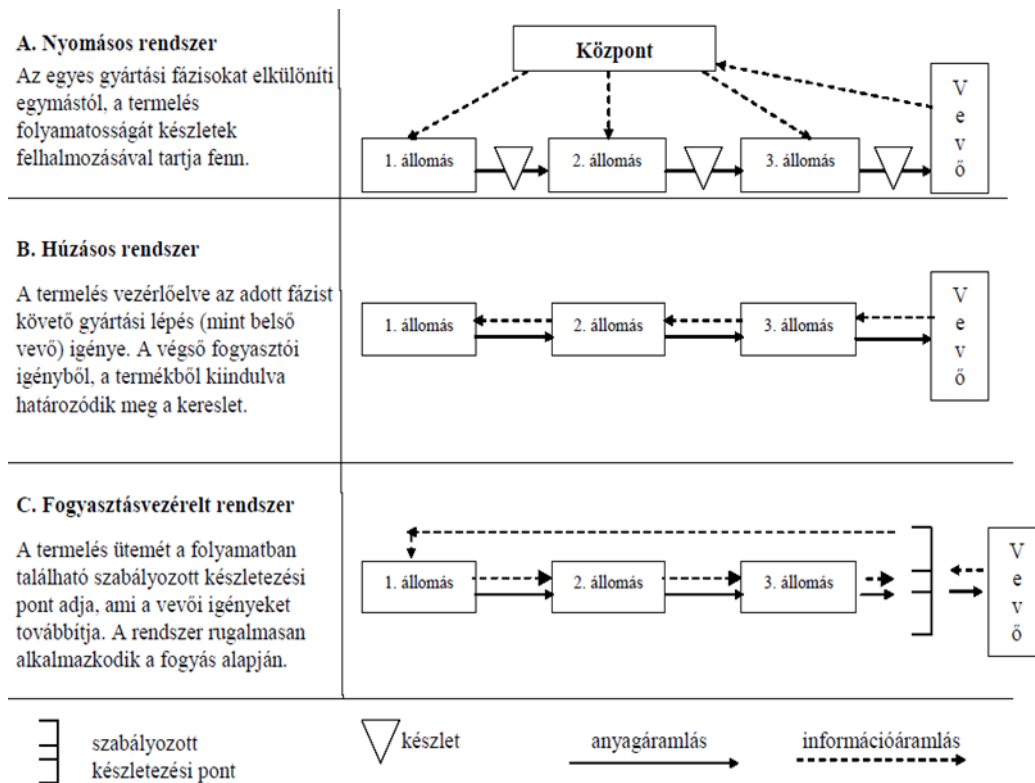 A. Nyomásos rendszer
Az egyes gyártási fázisokat elkülöníti
egymástól, a termelés
folyamatosságát készletek
felhalmozásával tartja fenn.
Központ
1. állomás
2. állomás
3. állomás
Vevő
B. Húzásos rendszer
A termelés vezérlőelve az adott fázist
követő gyártási lépés (mint belső
vevő) igénye. A végső fogyasztói
igényből, a termékből kiindulva
határozódik meg a kereslet.
1. állomás
2. állomás
3. állomás
Vevő
C. Fogyasztásvezérelt rendszer
A termelés ütemét a folyamatban
található szabályozott készletezési
pont adja, ami a vevői igényeket
továbbítja. A rendszer rugalmasan
alkalmazkodik a fogyás alapján.
1. állomás
2. állomás
3. állomás
Vevő
szabályozott
készletezési pont
készlet
anyagáramlás
információáramlás